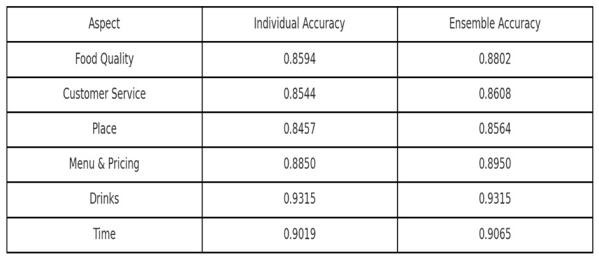 Aspect Individual Accuracy Ensemble Accuracy
Food Quality 0.8594 0.8802
Customer Service 0.8544 0.8608
Place 0.8457 0.8564
Menu & Pricing 0.8850 0.8950
Drinks 0.9315 0.9315
Time 0.9019 0.9065